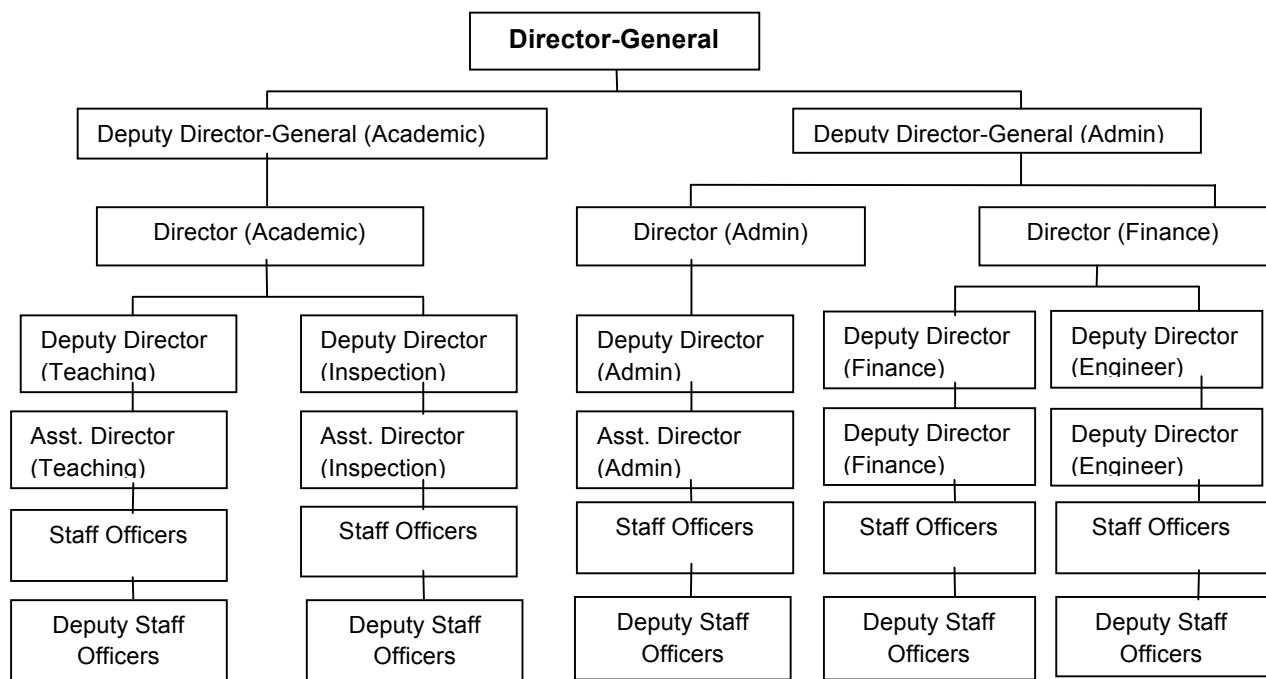 Director-General
Deputy Director-General (Academic)
Deputy Director-General (Admin)
Director (Academic)
Director (Admin)
Director (Finance)
Deputy Director
(Teaching)
Deputy Director
(Inspection)
Deputy Director
(Admin)
Deputy Director
(Finance)
Deputy Director
(Engineer)
Asst. Director
(Teaching)
Asst. Director
(Inspection)
Asst. Director
(Admin)
Deputy Director
(Finance)
Deputy Director
(Engineer)
Staff Officers
Staff Officers
Staff Officers
Staff Officers
Staff Officers
Deputy Staff
Officers
Deputy Staff
Officers
Deputy Staff
Officers
Deputy Staff
Officers
Deputy Staff
Officers